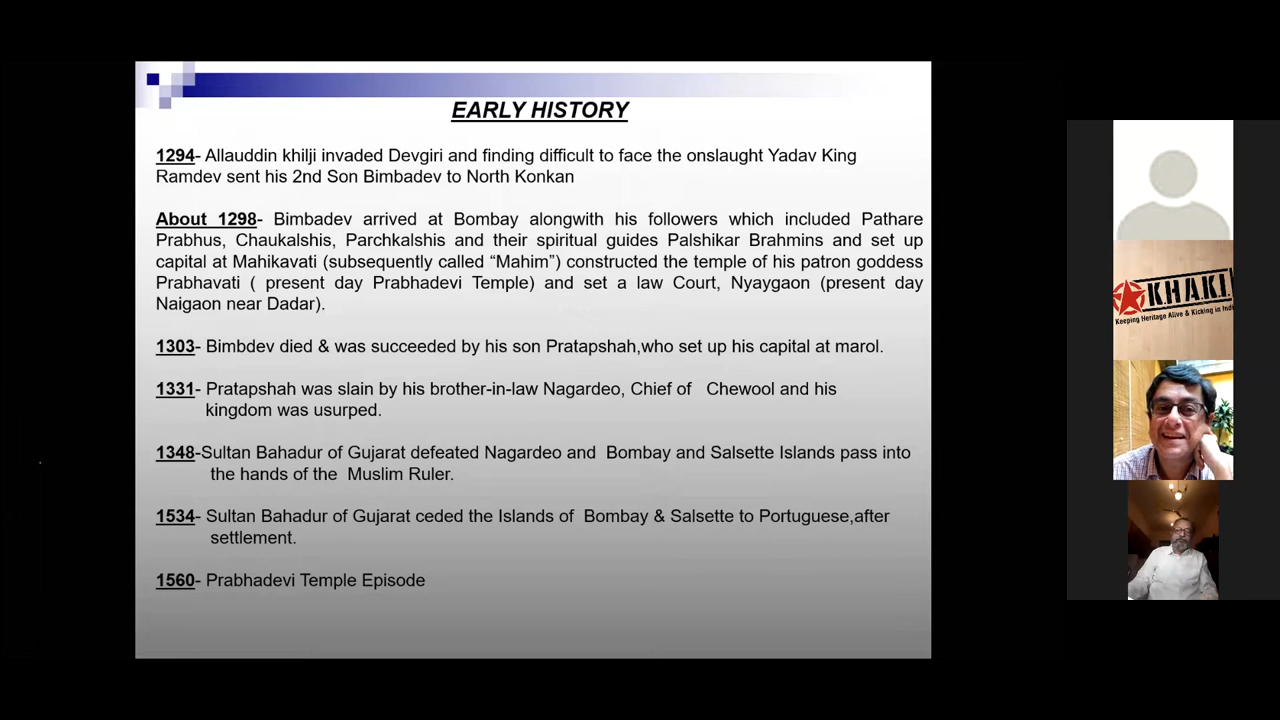 EARLY HISTORY
1294- Allauddin khilji invaded Devgiri and finding difficult to face the onslaught Yadav King
Ramdev sent his 2nd Son Bimbadev to North Konkan
About 1298- Bimbadev arrived at Bombay alongwith his followers which included Pathare
Prabhus, Chaukalshis, Parchkalshis and their spiritual guides Palshikar Brahmins and set up
capital at Mahikavati (subsequently called “Mahim”) constructed the temple of his patron goddess
Prabhavati ( present day Prabhadevi Temple) and set a law Court, Nyaygaon (present day
Naigaon near Dadar).
1303- Bimbdev died & was succeeded by his son Pratapshah,who set up his capital at marol.
1331- Pratapshah was slain by his brother-in-law Nagardeo, Chief of Chewool and his
kingdom was usurped.
1348-Sultan Bahadur of Gujarat defeated Nagardeo and Bombay and Salsette Islands pass into
the hands of the Muslim Ruler.
1534- Sultan Bahadur of Gujarat ceded the Islands of Bombay & Salsette to Portuguese,after
settlement.
1560- Prabhadevi Temple Episode
K.H.A.K.I.
Keeping Heritage Alive & Kicking in